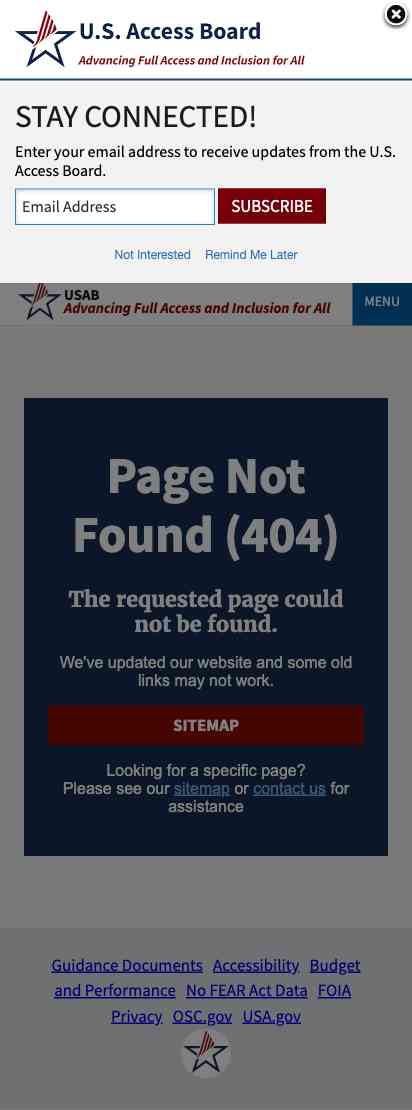 U.S. Access Board
Advancing Full Access and Inclusion for All
STAY CONNECTED!
Enter your email address to receive updates from the U.S.
Access Board.
Email Address
SUBSCRIBE
Not Interested Remind Me Later
USAB
Advancing Full Access and Inclusion for All
MENU
Page Not
Found (404)
The requested page could
not be found.
We've updated our website and some old
links may not work.
SITEMAP
Looking for a specific page?
Please see our sitemap or contact us for
assistance
Guidance Documents Accessibility Budget
and Performance No FEAR Act Data FOIA
Privacy OSC.gov USA.gov